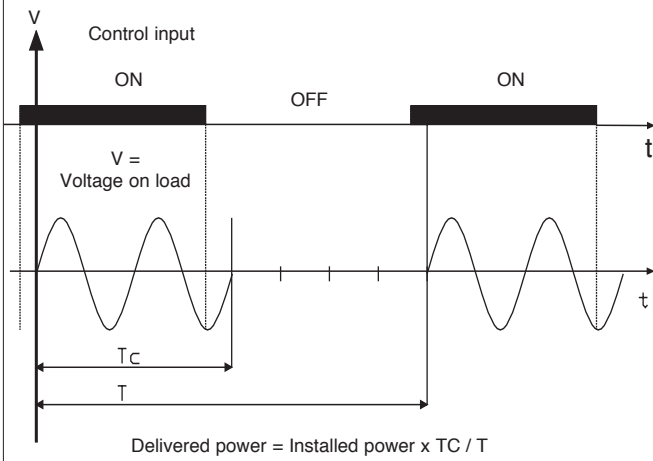 V
Control input
ON
OFF
ON
t
V =
Voltage on load
t
Tc
T
Delivered power = Installed power x TC / T